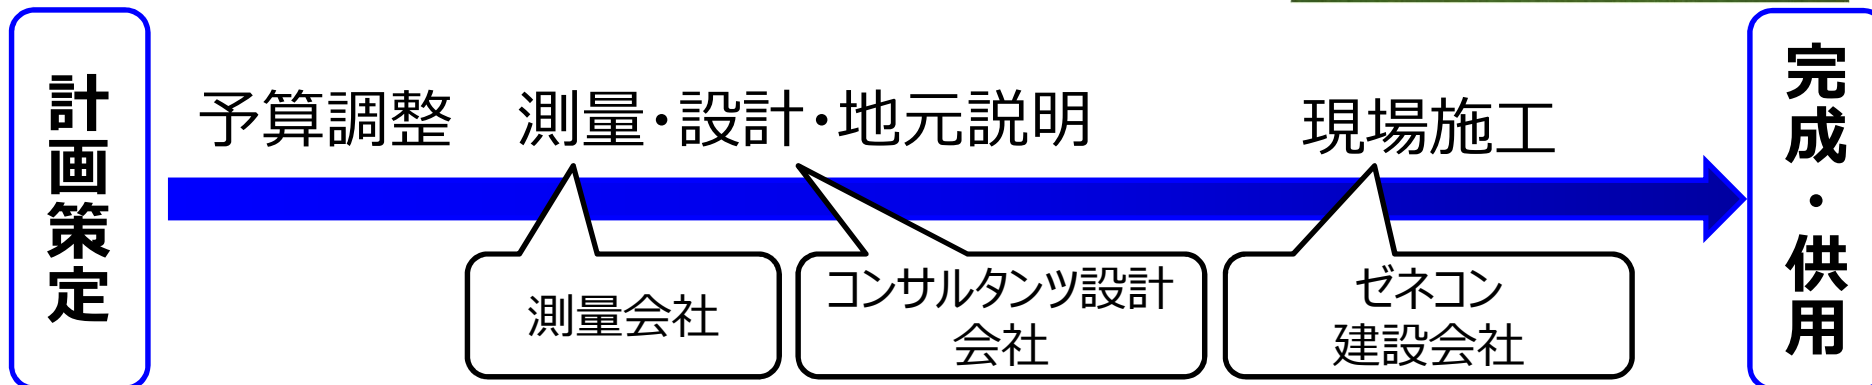 計画策定
予算調整
測量・設計・地元説明
現場施工
完成・供用
測量会社
コンサルタンツ設計
会社
ゼネコン
建設会社